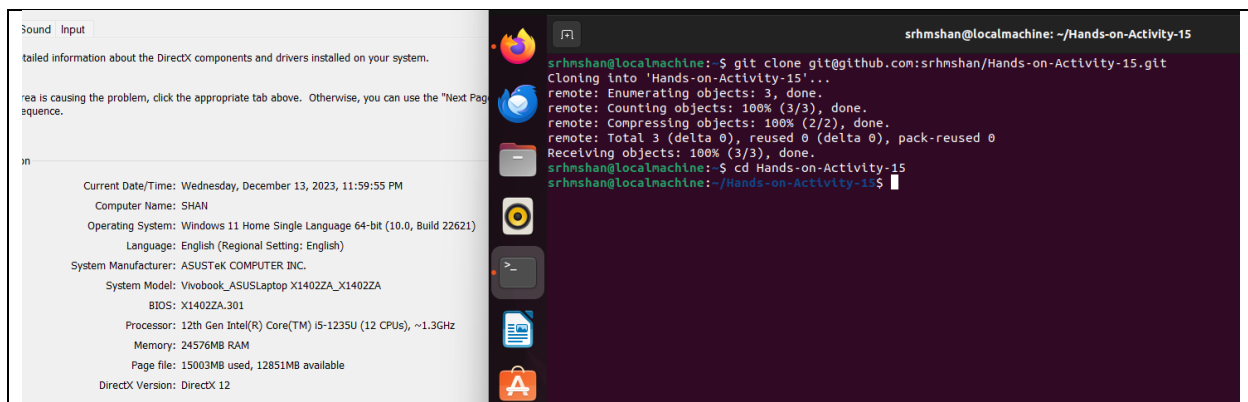 Sound Input
tailed information about the DirectX components and drivers installed on your system.
rea is causing the problem, click the appropriate tab above. Otherwise, you can use the "Next Pag
equence.
on
Current Date/Time: Wednesday, December 13, 2023, 11:59:55 PM
Computer Name: SHAN
Operating System: Windows 11 Home Single Language 64-bit (10.0, Build 22621)
Language: English (Regional Setting: English)
System Manufacturer: ASUSTeK COMPUTER INC.
System Model: Vivobook_ASUSLaptop X1402ZA_X1402ZA
BIOS: X1402ZA.301
Processor: 12th Gen Intel(R) Core(TM) i5-1235U (12 CPUs), ~1.3GHz
Memory: 24576MB RAM
Page file: 15003MB used, 12851MB available
DirectX Version: DirectX 12
srhmshan@localmachine: ~/Hands-on-Activity-15
srhmshan@localmachine:~$ git clone git@github.com:srhmshan/Hands-on-Activity-15.git
Cloning into 'Hands-on-Activity-15'...
remote: Enumerating objects: 3, done.
remote: Counting objects: 100% (3/3), done.
remote: Compressing objects: 100% (2/2), done.
remote: Total 3 (delta 0), reused 0 (delta 0), pack-reused 0
Receiving objects: 100% (3/3), done.
srhmshan@localmachine:~$ cd Hands-on-Activity-15
srhmshan@localmachine:~/Hands-on-Activity-15$